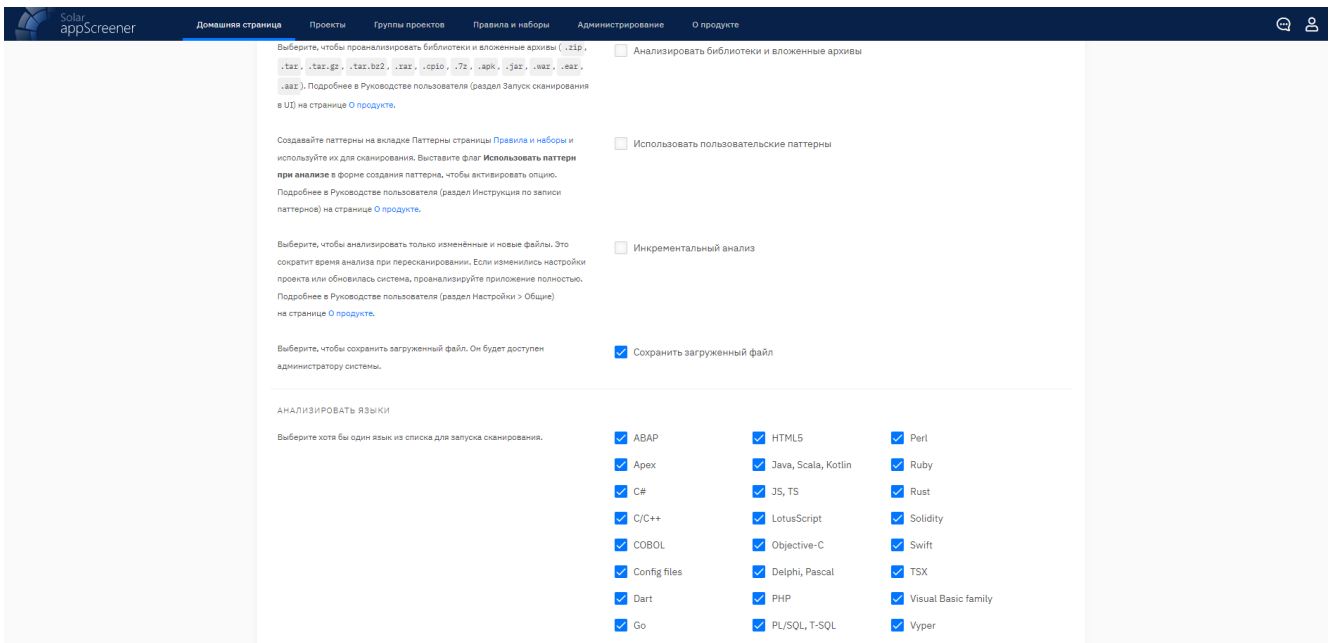 Solar
appScreener
Домашняя страница Проекты Группы проектов Правила и наборы Администрирование О продукте
Выберите, чтобы проанализировать библиотеки и вложенные архивы ( .zip ,
.tar , .tar.gz , .tar.bz2 , .rar , .cpio , .7z , .apk , .jar , .war , .ear ,
.aar ). Подробнее в Руководстве пользователя (раздел Запуск сканирования
в UI) на странице О продукте.
Анализировать библиотеки и вложенные архивы
Создавайте паттерны на вкладке Паттерны страницы Правила и наборы и
используйте их для сканирования. Выставите флаг Использовать паттерн
при анализе в форме создания паттерна, чтобы активировать опцию.
Подробнее в Руководстве пользователя (раздел Инструкция по записи
паттернов) на странице О продукте.
Использовать пользовательские паттерны
Выберите, чтобы анализировать только изменённые и новые файлы. Это
сократит время анализа при пересканировании. Если изменились настройки
проекта или обновилась система, проанализируйте приложение полностью.
Подробнее в Руководстве пользователя (раздел Настройки > Общие)
на странице О продукте.
Инкрементальный анализ
Выберите, чтобы сохранить загруженный файл. Он будет доступен
администратору системы.
Сохранить загруженный файл
АНАЛИЗИРОВАТЬ ЯЗЫКИ
Выберите хотя бы один язык из списка для запуска сканирования.
ABAP HTML5 Perl
Apex Java, Scala, Kotlin Ruby
C# JS, TS Rust
C/C++ LotusScript Solidity
COBOL Objective-C Swift
Config files Delphi, Pascal TSX
Dart PHP Visual Basic family
Go PL/SQL, T-SQL Vyper